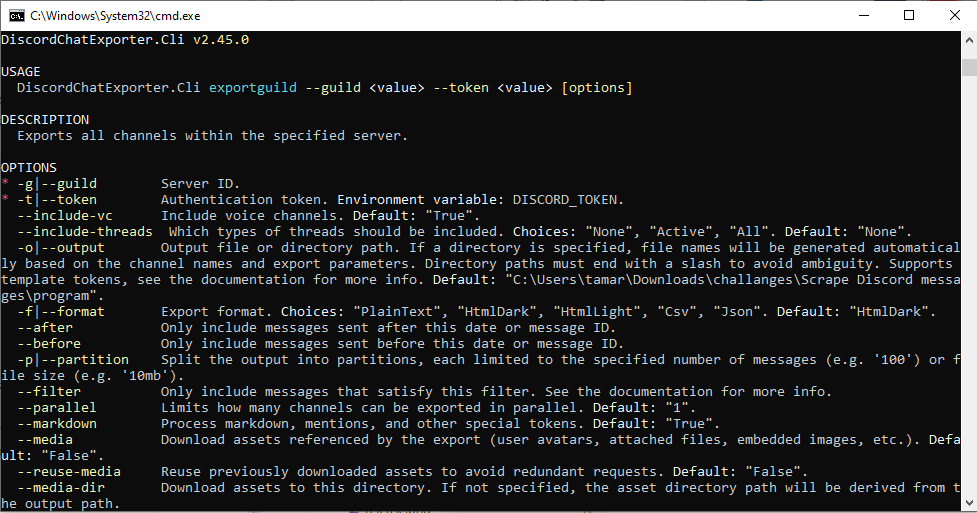 C:\Windows\System32\cmd.exe
DiscordChatExporter.Cli v2.45.0
USAGE
DiscordChatExporter.Cli exportguild --guild <value> --token <value> [options]
DESCRIPTION
Exports all channels within the specified server.
OPTIONS
* -g|--guild Server ID.
* -t|--token Authentication token. Environment variable: DISCORD_TOKEN.
--include-vc Include voice channels. Default: "True".
--include-threads Which types of threads should be included. Choices: "None", "Active", "All". Default: "None".
-o|--output Output file or directory path. If a directory is specified, file names will be generated automatical
ly based on the channel names and export parameters. Directory paths must end with a slash to avoid ambiguity. Supports
template tokens, see the documentation for more info. Default: "C:\Users\tamar\Downloads\challanges\Scrape Discord messa
ges\program".
-f|--format Export format. Choices: "PlainText", "HtmlDark", "HtmlLight", "Csv", "Json". Default: "HtmlDark".
--after Only include messages sent after this date or message ID.
--before Only include messages sent before this date or message ID.
-p|--partition Split the output into partitions, each limited to the specified number of messages (e.g. '100') or f
ile size (e.g. '10mb').
--filter Only include messages that satisfy this filter. See the documentation for more info.
--parallel Limits how many channels can be exported in parallel. Default: "1".
--markdown Process markdown, mentions, and other special tokens. Default: "True".
--media Download assets referenced by the export (user avatars, attached files, embedded images, etc.). Defa
ult: "False".
--reuse-media Reuse previously downloaded assets to avoid redundant requests. Default: "False".
--media-dir Download assets to this directory. If not specified, the asset directory path will be derived from t
he output path.